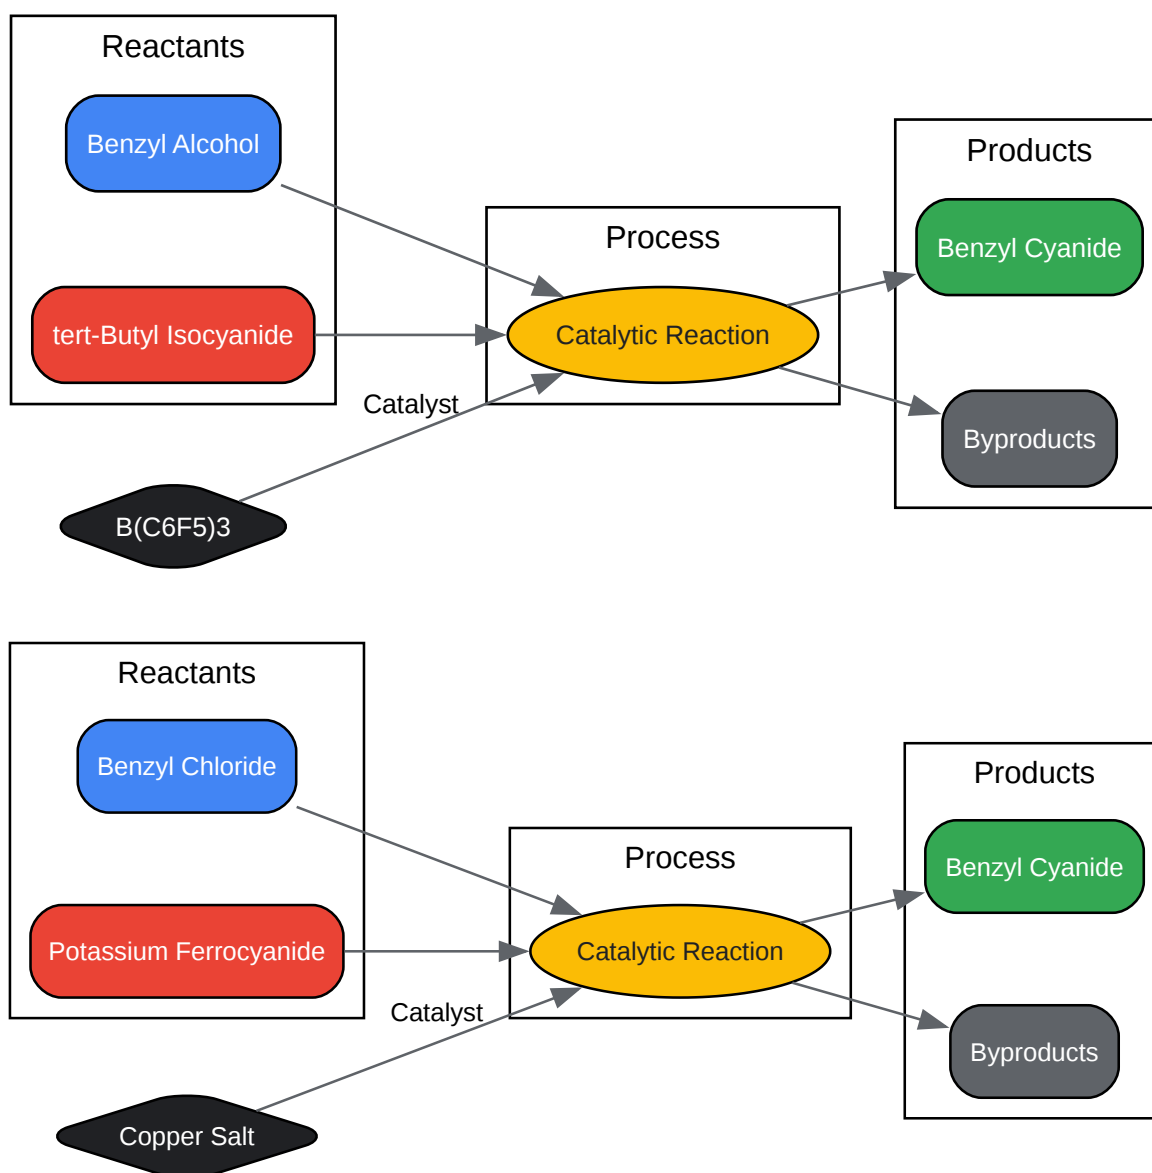 Reactants
Benzyl Alcohol
tert-Butyl Isocyanide
Catalyst
B(C6F5)3
Process
Catalytic Reaction
Products
Benzyl Cyanide
Byproducts
Reactants
Benzyl Chloride
Potassium Ferrocyanide
Catalyst
Copper Salt
Process
Catalytic Reaction
Products
Benzyl Cyanide
Byproducts